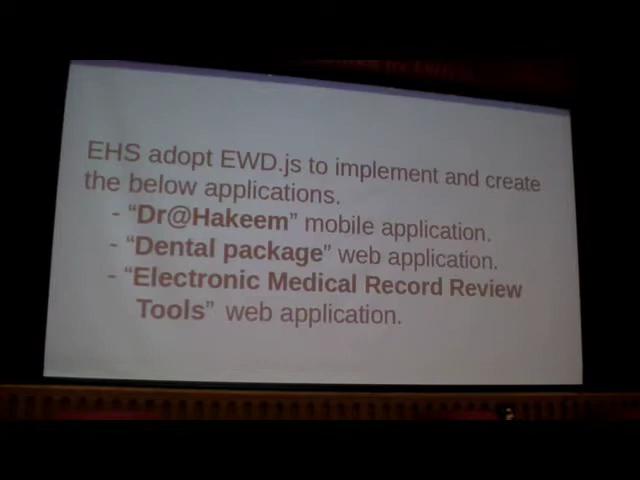 EHS adopt EWD.js to implement and create
the below applications.
- “Dr@Hakeem” mobile application.
- “Dental package” web application.
- “Electronic Medical Record Review
Tools” web application.